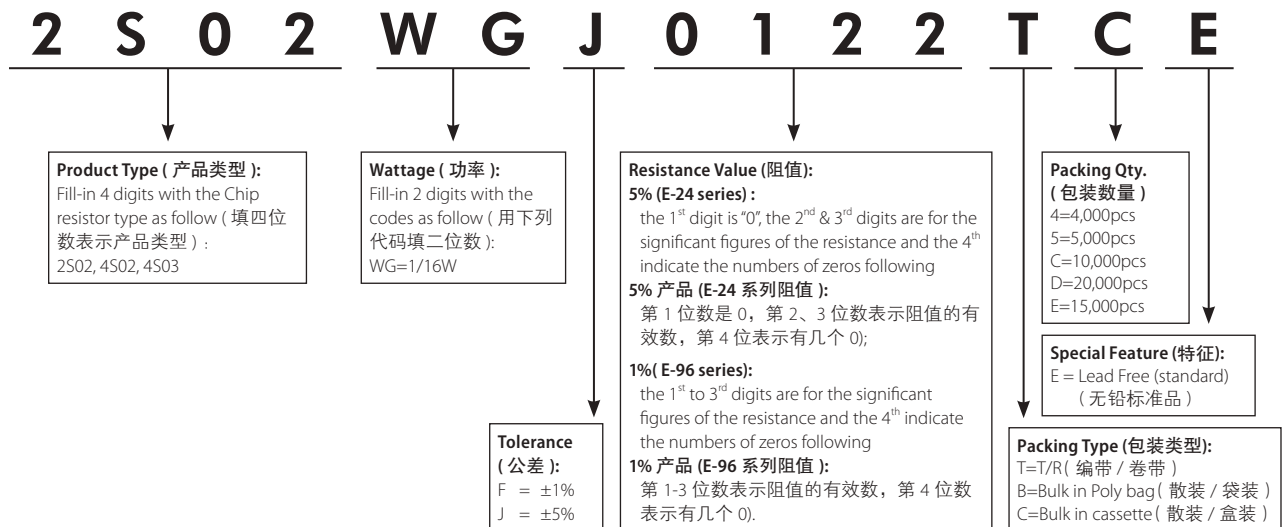 2 S 0 2 W G J 0 1 2 2 T C E
Product Type ( 产品类型 ):
Fill-in 4 digits with the Chip
resistor type as follow ( 填四位
数表示产品类型 ) :
2S02, 4S02, 4S03
Wattage ( 功率 ):
Fill-in 2 digits with the
codes as follow ( 用下列
代码填二位数 ):
WG=1/16W
Tolerance
( 公差 ):
F = ±1%
J = ±5%
Resistance Value (阻值):
5% (E-24 series) :
the 1st digit is “0”, the 2nd & 3rd digits are for the
significant figures of the resistance and the 4th
indicate the numbers of zeros following
5% 产品 (E-24 系列阻值 ):
第 1 位数是 0，第 2、3 位数表示阻值的有
效数，第 4 位表示有几个 0);
1%( E-96 series):
the 1st to 3rd digits are for the significant
figures of the resistance and the 4th indicate
the numbers of zeros following
1% 产品 (E-96 系列阻值 ):
第 1-3 位数表示阻值的有效数，第 4 位数
表示有几个 0).
Packing Qty.
( 包装数量 )
4=4,000pcs
5=5,000pcs
C=10,000pcs
D=20,000pcs
E=15,000pcs
Special Feature (特征):
E = Lead Free (standard)
( 无铅标准品 )
Packing Type (包装类型):
T=T/R( 编带 / 卷带 )
B=Bulk in Poly bag( 散装 / 袋装 )
C=Bulk in cassette( 散装 / 盒装 )